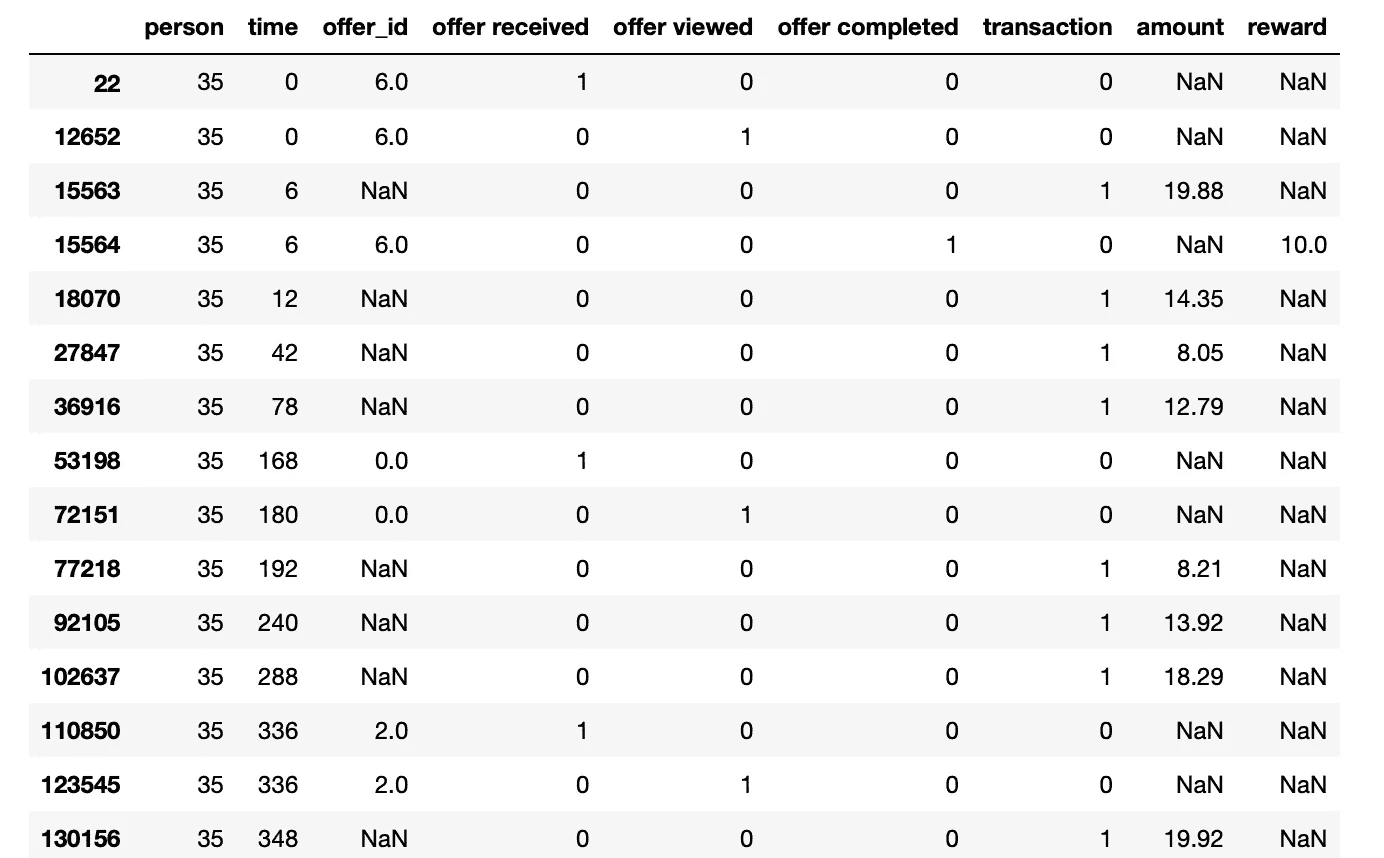 person time offer_id offer received offer viewed offer completed transaction amount reward
22 35 0 6.0 1 0 0 0 NaN NaN
12652 35 0 6.0 0 1 0 0 NaN NaN
15563 35 6 NaN 0 0 0 1 19.88 NaN
15564 35 6 6.0 0 0 1 0 NaN 10.0
18070 35 12 NaN 0 0 0 1 14.35 NaN
27847 35 42 NaN 0 0 0 1 8.05 NaN
36916 35 78 NaN 0 0 0 1 12.79 NaN
53198 35 168 0.0 1 0 0 0 NaN NaN
72151 35 180 0.0 0 1 0 0 NaN NaN
77218 35 192 NaN 0 0 0 1 8.21 NaN
92105 35 240 NaN 0 0 0 1 13.92 NaN
102637 35 288 NaN 0 0 0 1 18.29 NaN
110850 35 336 2.0 1 0 0 0 NaN NaN
123545 35 336 2.0 0 1 0 0 NaN NaN
130156 35 348 NaN 0 0 0 1 19.92 NaN